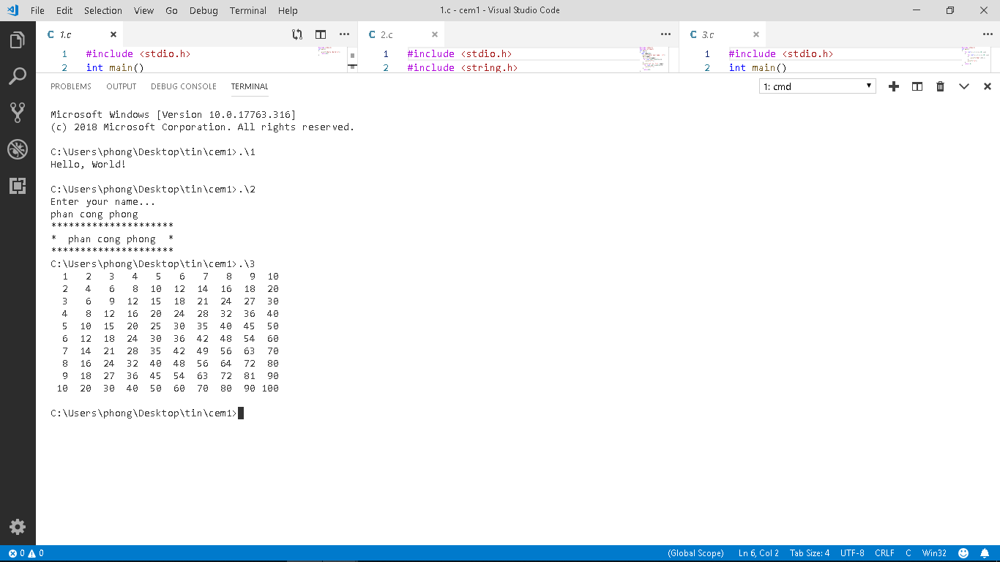 File Edit Selection View Go Debug Terminal Help 1.c - cem1 - Visual Studio Code
C 1.c
C 2.c
C 3.c
1 #include <stdio.h>
2 int main()
1 #include <stdio.h>
2 #include <string.h>
1 #include <stdio.h>
2 int main()
PROBLEMS OUTPUT DEBUG CONSOLE TERMINAL 1: cmd
Microsoft Windows [Version 10.0.17763.316]
(c) 2018 Microsoft Corporation. All rights reserved.
C:\Users\phong\Desktop\tin\cem1>.\1
Hello, World!
C:\Users\phong\Desktop\tin\cem1>.\2
Enter your name...
phan cong phong
*********************
*  phan cong phong  *
*********************
C:\Users\phong\Desktop\tin\cem1>.\3
1 2 3 4 5 6 7 8 9 10
2 4 6 8 10 12 14 16 18 20
3 6 9 12 15 18 21 24 27 30
4 8 12 16 20 24 28 32 36 40
5 10 15 20 25 30 35 40 45 50
6 12 18 24 30 36 42 48 54 60
7 14 21 28 35 42 49 56 63 70
8 16 24 32 40 48 56 64 72 80
9 18 27 36 45 54 63 72 81 90
10 20 30 40 50 60 70 80 90 100
C:\Users\phong\Desktop\tin\cem1>
0 0 (Global Scope) Ln 6, Col 2 Tab Size: 4 UTF-8 CRLF C Win32